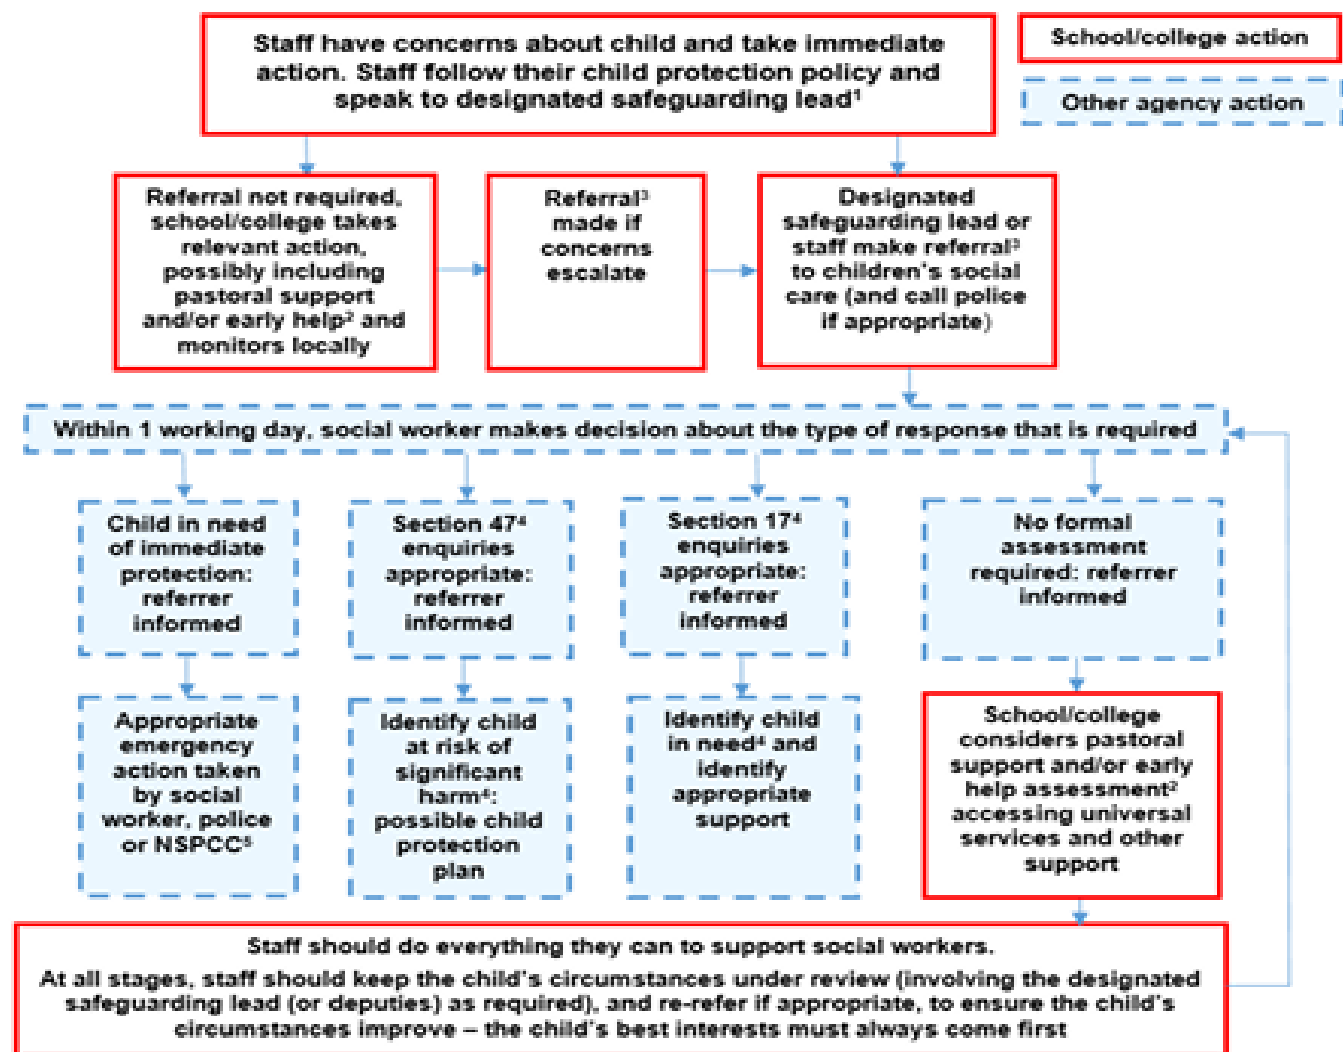 Staff have concerns about child and take immediate
action. Staff follow their child protection policy and
speak to designated safeguarding lead¹
School/college action
Other agency action
Referral not required,
school/college takes
relevant action,
possibly including
pastoral support
and/or early help² and
monitors locally
Referral³
made if
concerns
escalate
Designated
safeguarding lead or
staff make referral³
to children's social
care (and call police
if appropriate)
Within 1 working day, social worker makes decision about the type of response that is required
Child in need
of immediate
protection:
referrer
informed
Section 47⁴
enquiries
appropriate:
referrer
informed
Section 17⁴
enquiries
appropriate:
referrer
informed
No formal
assessment
required: referrer
informed
Appropriate
emergency
action taken
by social
worker, police
or NSPCC⁵
Identify child
at risk of
significant
harm⁴:
possible child
protection
plan
Identify child
in need⁴ and
identify
appropriate
support
School/college
considers pastoral
support and/or early
help assessment²
accessing universal
services and other
support
Staff should do everything they can to support social workers.
At all stages, staff should keep the child's circumstances under review (involving the designated
safeguarding lead (or deputies) as required), and re-refer if appropriate, to ensure the child's
circumstances improve – the child's best interests must always come first